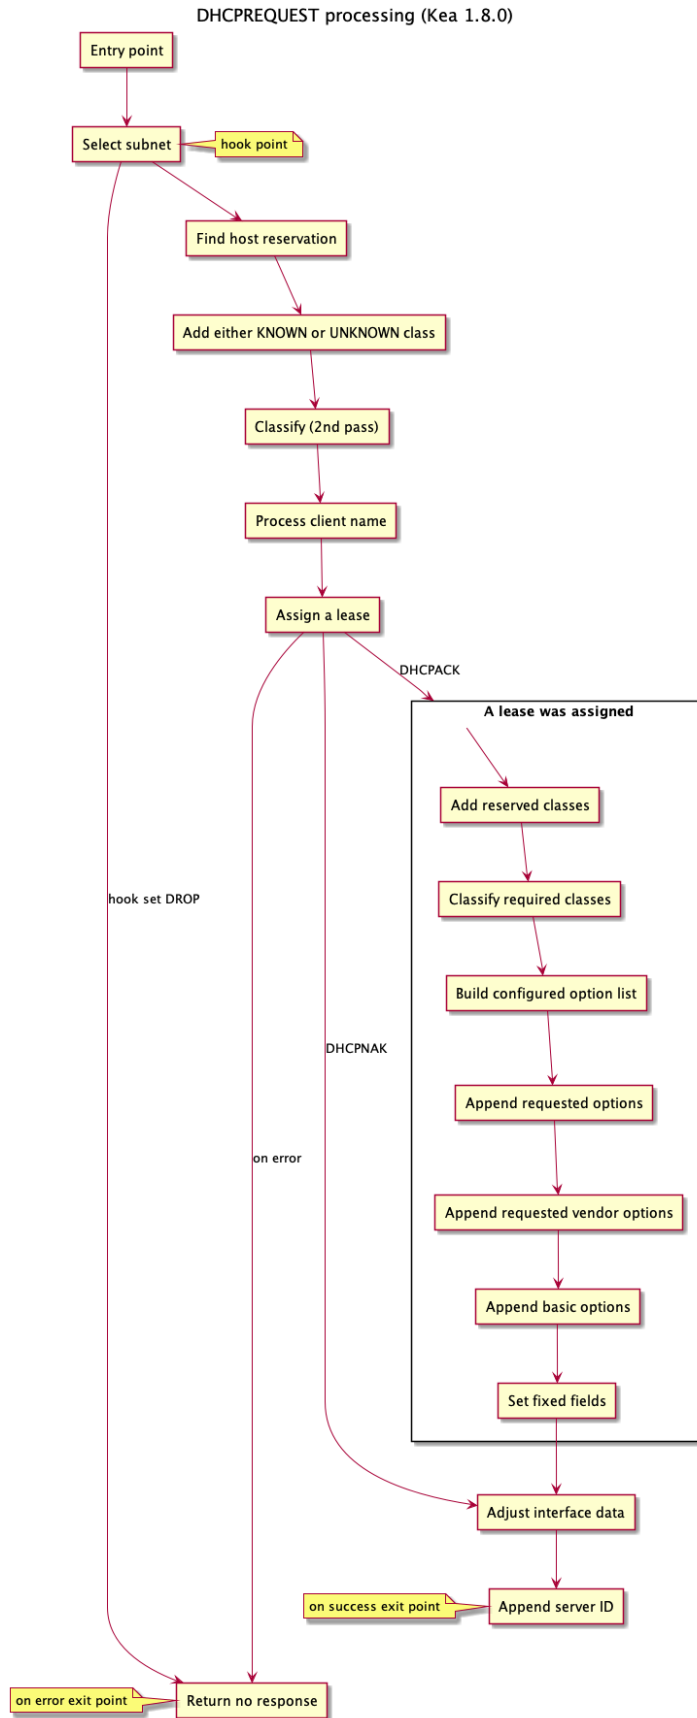 DHCPREQUEST processing (Kea 1.8.0)
Entry point
Select subnet
hook point
Find host reservation
Add either KNOWN or UNKNOWN class
Classify (2nd pass)
Process client name
Assign a lease
DHCPACK
A lease was assigned
Add reserved classes
Classify required classes
hook set DROP
Build configured option list
DHCPNAK
Append requested options
on error
Append requested vendor options
Append basic options
Set fixed fields
Adjust interface data
on success exit point
Append server ID
on error exit point
Return no response